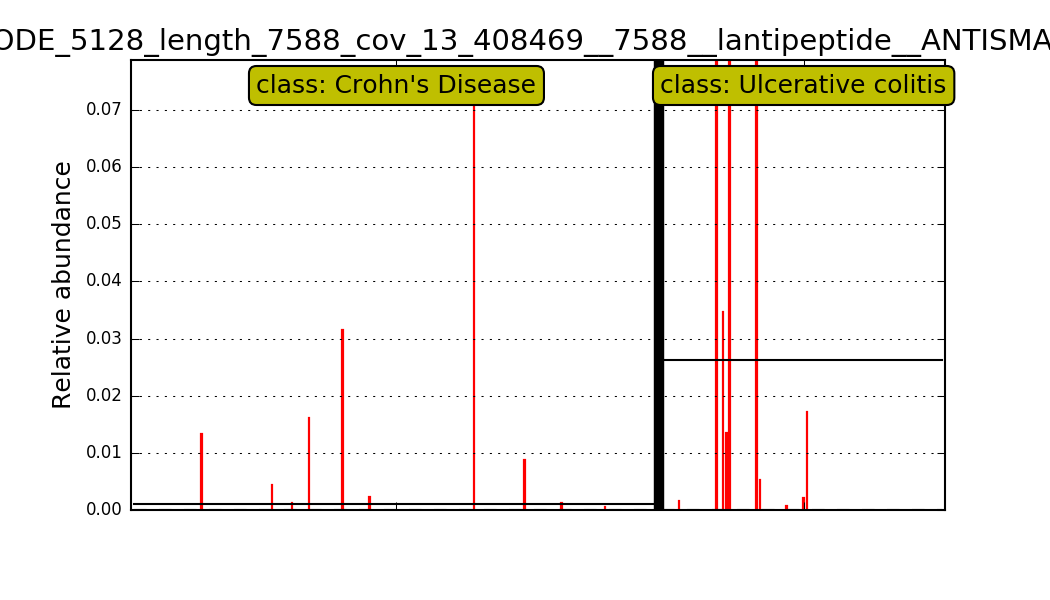 ODE_5128_length_7588_cov_13_408469__7588__lantipeptide__ANTISMA
class: Crohn's Disease
class: Ulcerative colitis
Relative abundance
0.07
0.06
0.05
0.04
0.03
0.02
0.01
0.00